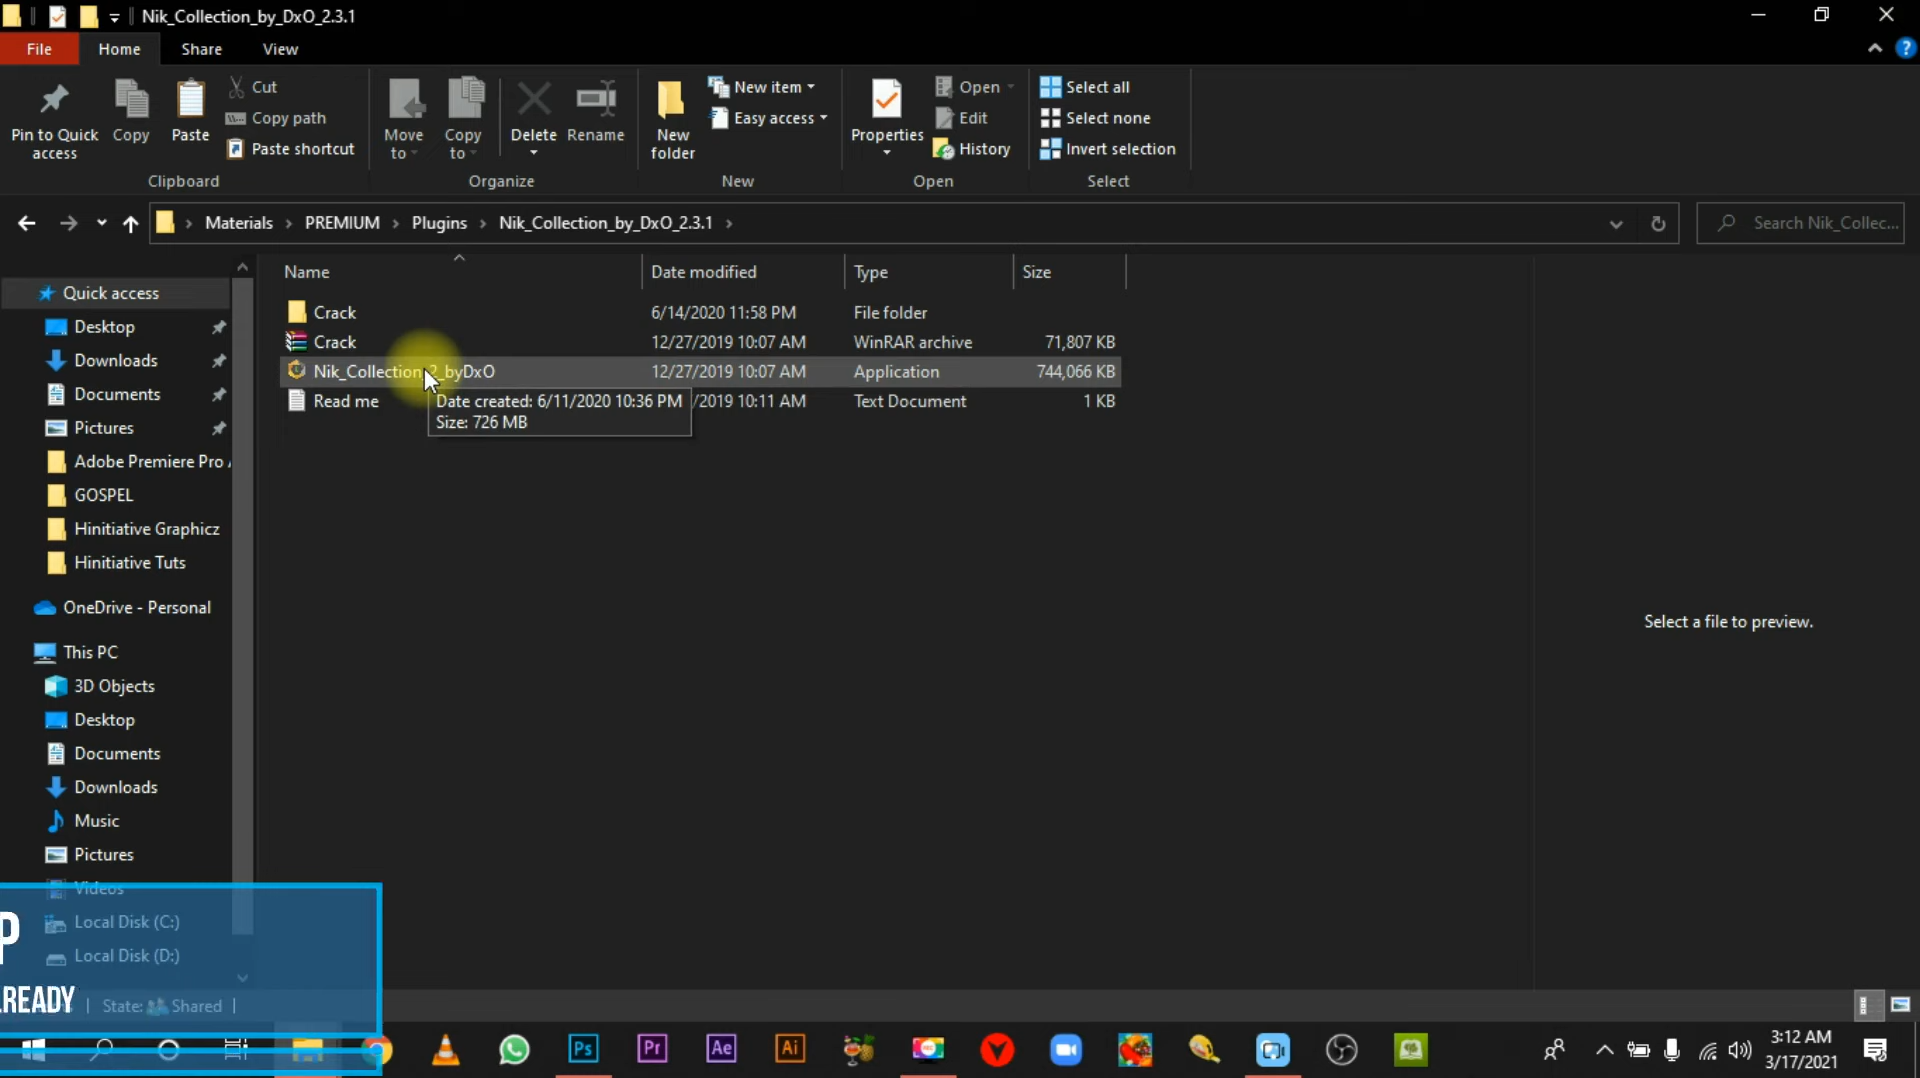 Nik_Collection_by_DxO_2.3.1
File Home Share View
Pin to Quick access
Copy
Paste
Cut
Copy path
Paste shortcut
Clipboard
Move to
Copy to
Delete
Rename
Organize
New folder
New item
Easy access
New
Properties
Open
Edit
History
Open
Select all
Select none
Invert selection
Select
Materials PREMIUM Plugins Nik_Collection_by_DxO_2.3.1
Search Nik_Collec...
Name Date modified Type Size
Crack 6/14/2020 11:58 PM File folder
Crack 12/27/2019 10:07 AM WinRAR archive 71,807 KB
Nik_Collection_2_byDxO 12/27/2019 10:07 AM Application 744,066 KB
Read me /2019 10:11 AM Text Document 1 KB
Date created: 6/11/2020 10:36 PM
Size: 726 MB
Quick access
Desktop
Downloads
Documents
Pictures
Adobe Premiere Pro
GOSPEL
Hinitiative Graphicz
Hinitiative Tuts
OneDrive - Personal
This PC
3D Objects
Desktop
Documents
Downloads
Music
Pictures
Videos
Local Disk (C:)
Local Disk (D:)
Select a file to preview.
P
LREADY
State: Shared
Ps Pr Ae Ai
3:12 AM
3/17/2021